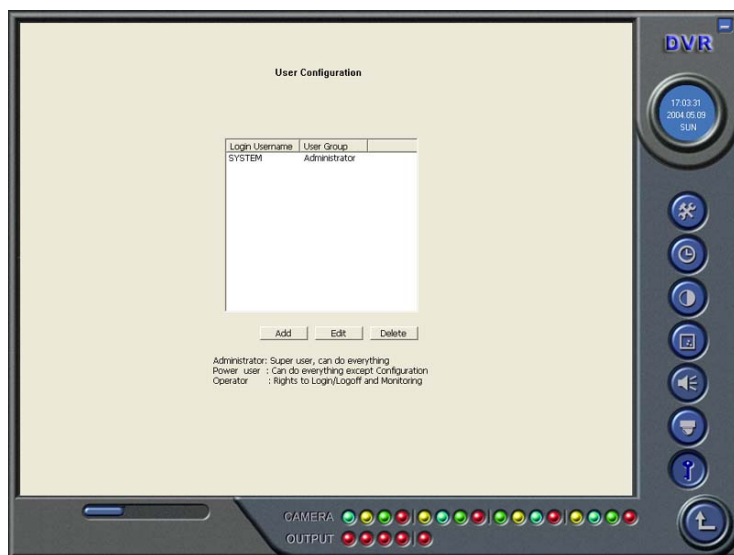 DVR
User Configuration
17:03:31
2004.05.09
SUN
Login Username User Group
SYSTEM Administrator
Add Edit Delete
Administrator: Super user, can do everything
Power user : Can do everything except Configuration
Operator : Rights to Login/Logoff and Monitoring
CAMERA
OUTPUT